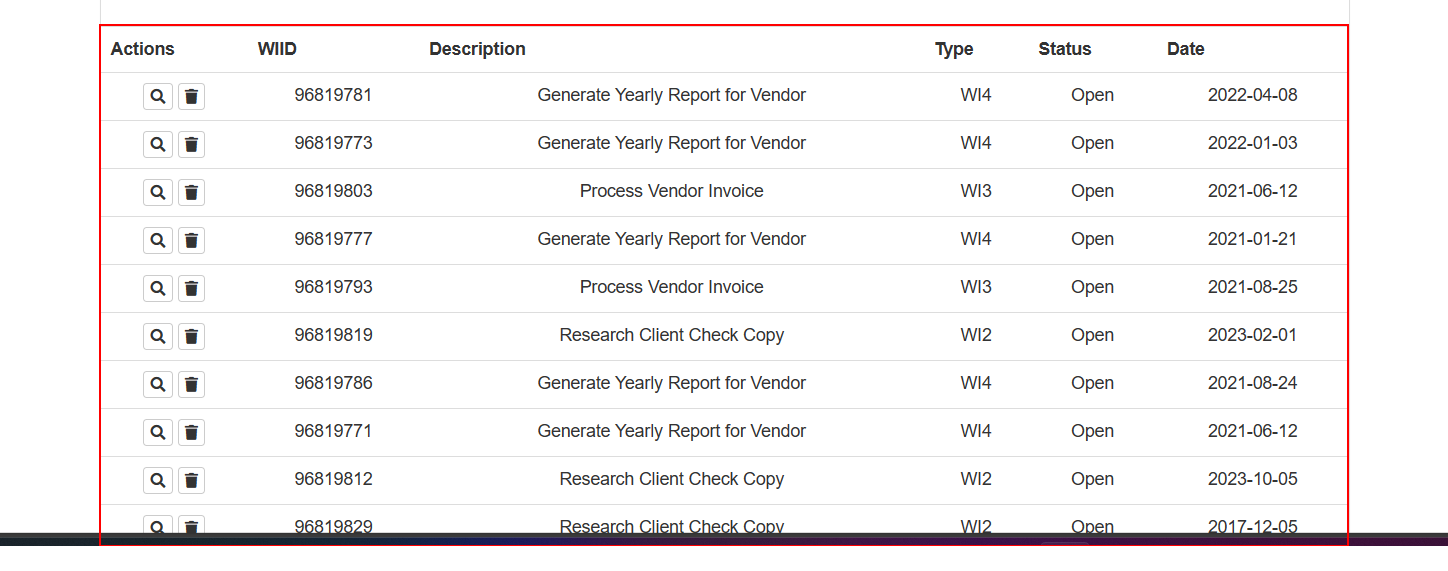 Actions WIID Description Type Status Date
96819781 Generate Yearly Report for Vendor WI4 Open 2022-04-08
96819773 Generate Yearly Report for Vendor WI4 Open 2022-01-03
96819803 Process Vendor Invoice WI3 Open 2021-06-12
96819777 Generate Yearly Report for Vendor WI4 Open 2021-01-21
96819793 Process Vendor Invoice WI3 Open 2021-08-25
96819819 Research Client Check Copy WI2 Open 2023-02-01
96819786 Generate Yearly Report for Vendor WI4 Open 2021-08-24
96819771 Generate Yearly Report for Vendor WI4 Open 2021-06-12
96819812 Research Client Check Copy WI2 Open 2023-10-05
96819829 Research Client Check Copy WI2 Open 2017-12-05